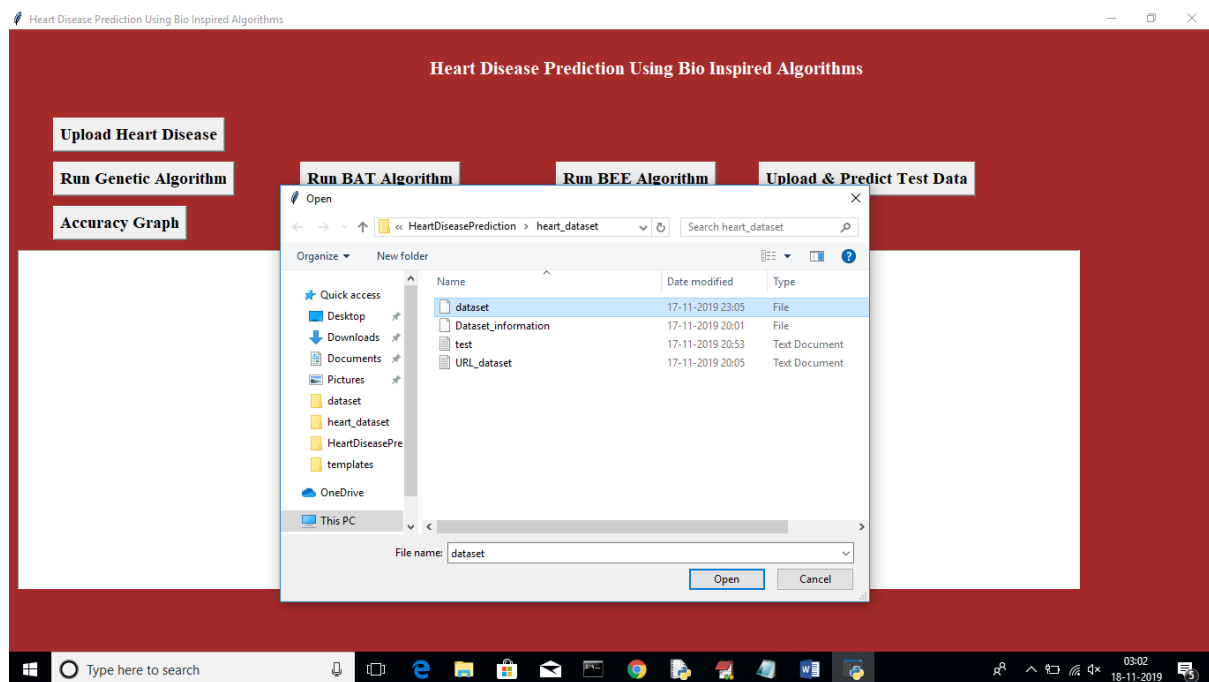 Heart Disease Prediction Using Bio Inspired Algorithms
Heart Disease Prediction Using Bio Inspired Algorithms
Upload Heart Disease
Run Genetic Algorithm Run BAT Algorithm Run BEE Algorithm Upload & Predict Test Data
Accuracy Graph
Open
« HeartDiseasePrediction › heart_dataset Search heart_dataset
Organize New folder
Name Date modified Type
Quick access
Desktop
Downloads
Documents
Pictures
dataset
heart_dataset
HeartDiseasePre
templates
OneDrive
This PC
dataset 17-11-2019 23:05 File
Dataset_information 17-11-2019 20:01 File
test 17-11-2019 20:53 Text Document
URL_dataset 17-11-2019 20:05 Text Document
File name: dataset
Open Cancel
Type here to search
03:02
18-11-2019
5